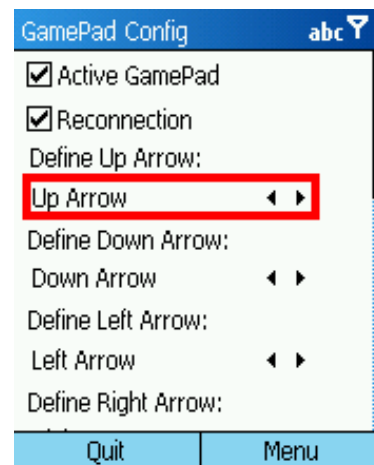 GamePad Config abc
Active GamePad
Reconnection
Define Up Arrow:
Up Arrow
Define Down Arrow:
Down Arrow
Define Left Arrow:
Left Arrow
Define Right Arrow:
Quit Menu